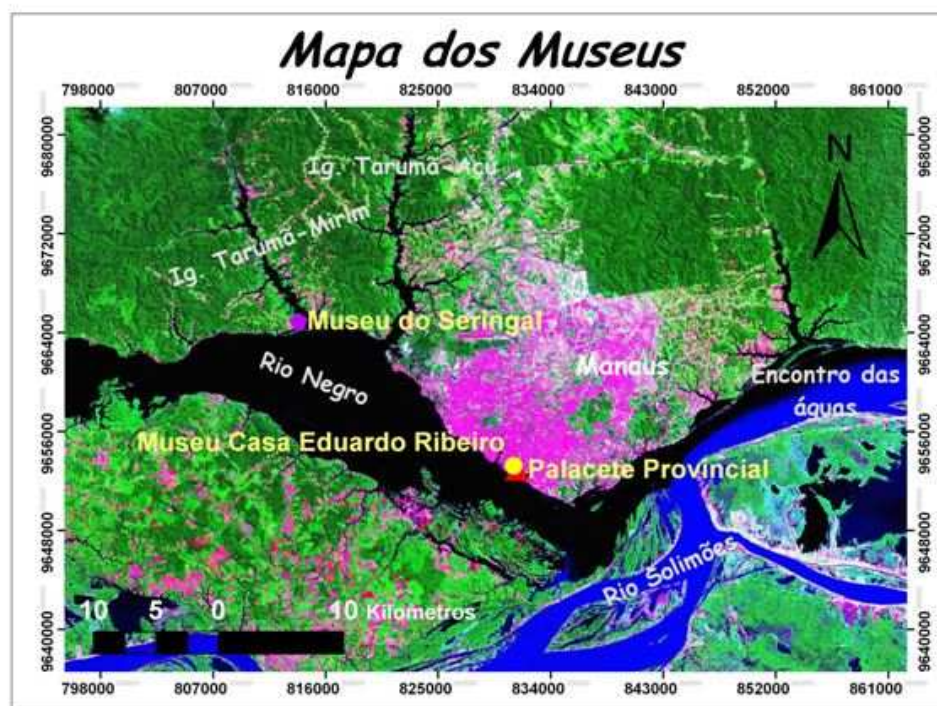 Mapa dos Museus
798000 807000 816000 825000 834000 843000 852000 861000
9680000
9680000
N
Ig. Tarumã-Açú
Ig. Tarumã-Mirim
9672000
9672000
Museu do Seringal
9664000
9664000
Rio Negro
Manaus
Encontro das
águas
9656000
9656000
Museu Casa Eduardo Ribeiro
Palacete Provincial
9648000
9648000
Rio Solimões
10 5 0 10 Kilometros
9640000
9640000
798000 807000 816000 825000 834000 843000 852000 861000